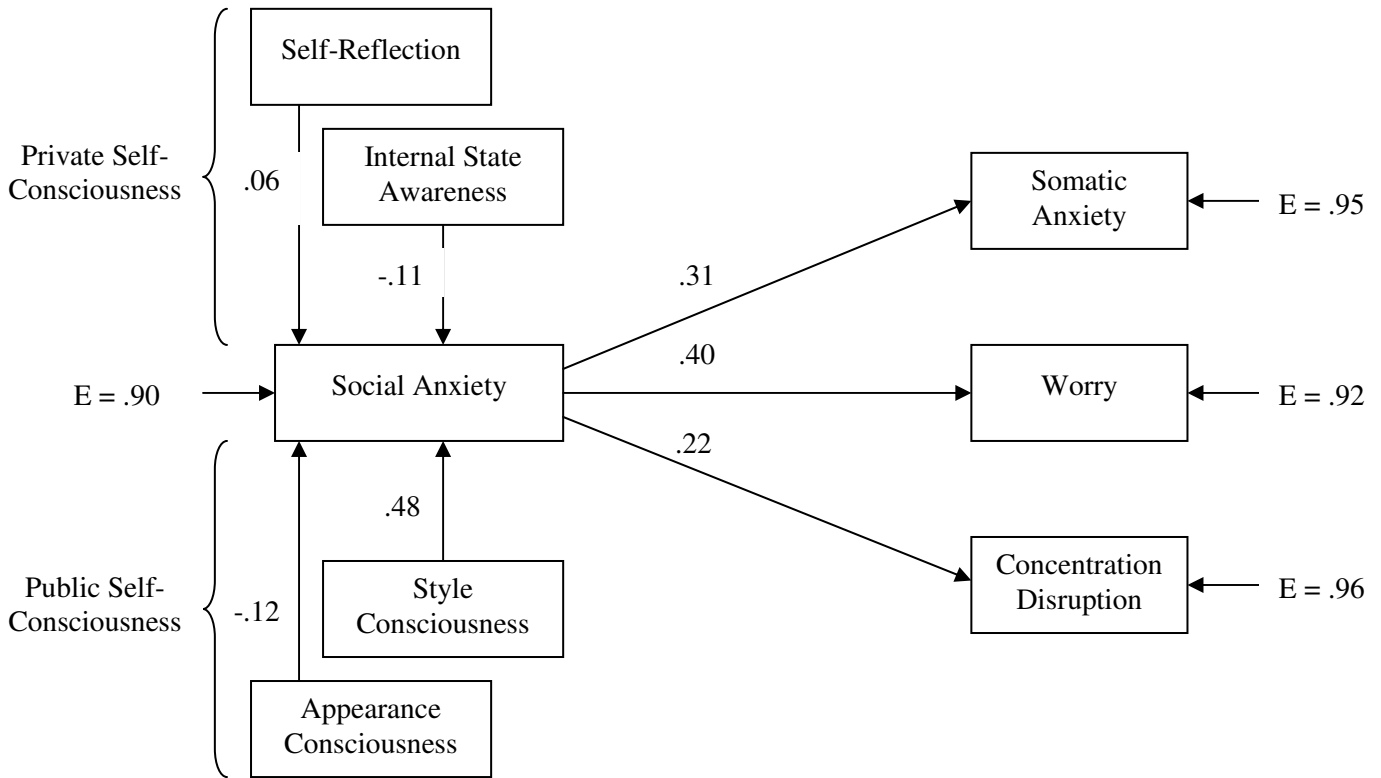 Self-Reflection
Private Self-
Consciousness
.06
Internal State
Awareness
-.11
Somatic
Anxiety
E = .95
.31
E = .90
Social Anxiety
.40
Worry
E = .92
.22
.48
Public Self-
Consciousness
-.12
Style
Consciousness
Concentration
Disruption
E = .96
Appearance
Consciousness